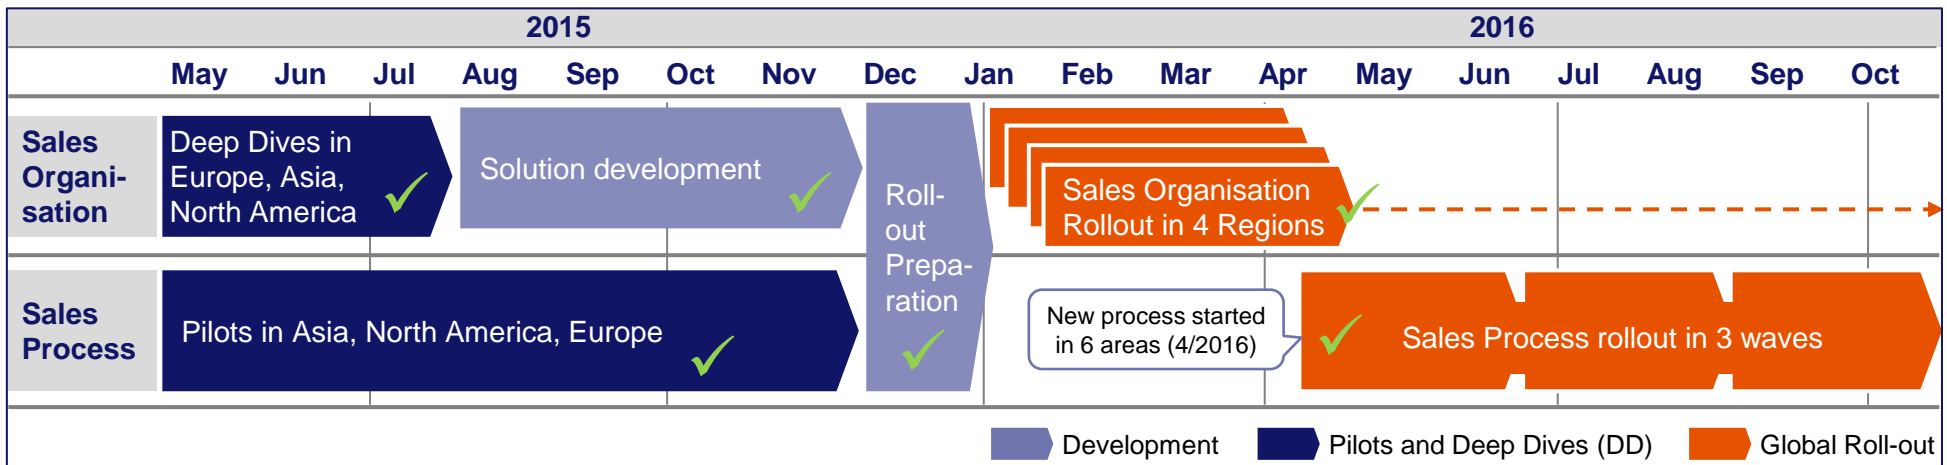 2015 2016
May Jun Jul Aug Sep Oct Nov Dec Jan Feb Mar Apr May Jun Jul Aug Sep Oct
Sales
Organi-
sation
Deep Dives in
Europe, Asia,
North America
Solution development
Roll-
out
Prepa-
ration
Sales Organisation
Rollout in 4 Regions
Sales
Process
Pilots in Asia, North America, Europe
New process started
in 6 areas (4/2016)
Sales Process rollout in 3 waves
Development
Pilots and Deep Dives (DD)
Global Roll-out